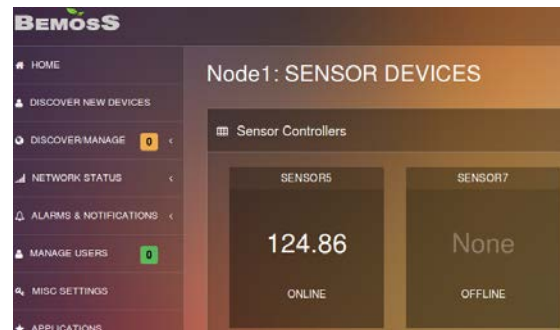 BEMOSS
HOME
DISCOVER NEW DEVICES
DISCOVER/MANAGE 0
NETWORK STATUS
ALARMS & NOTIFICATIONS
MANAGE USERS 0
MISC SETTINGS
APPLICATIONS
Node1: SENSOR DEVICES
Sensor Controllers
SENSOR5
124.86
ONLINE
SENSOR7
None
OFFLINE